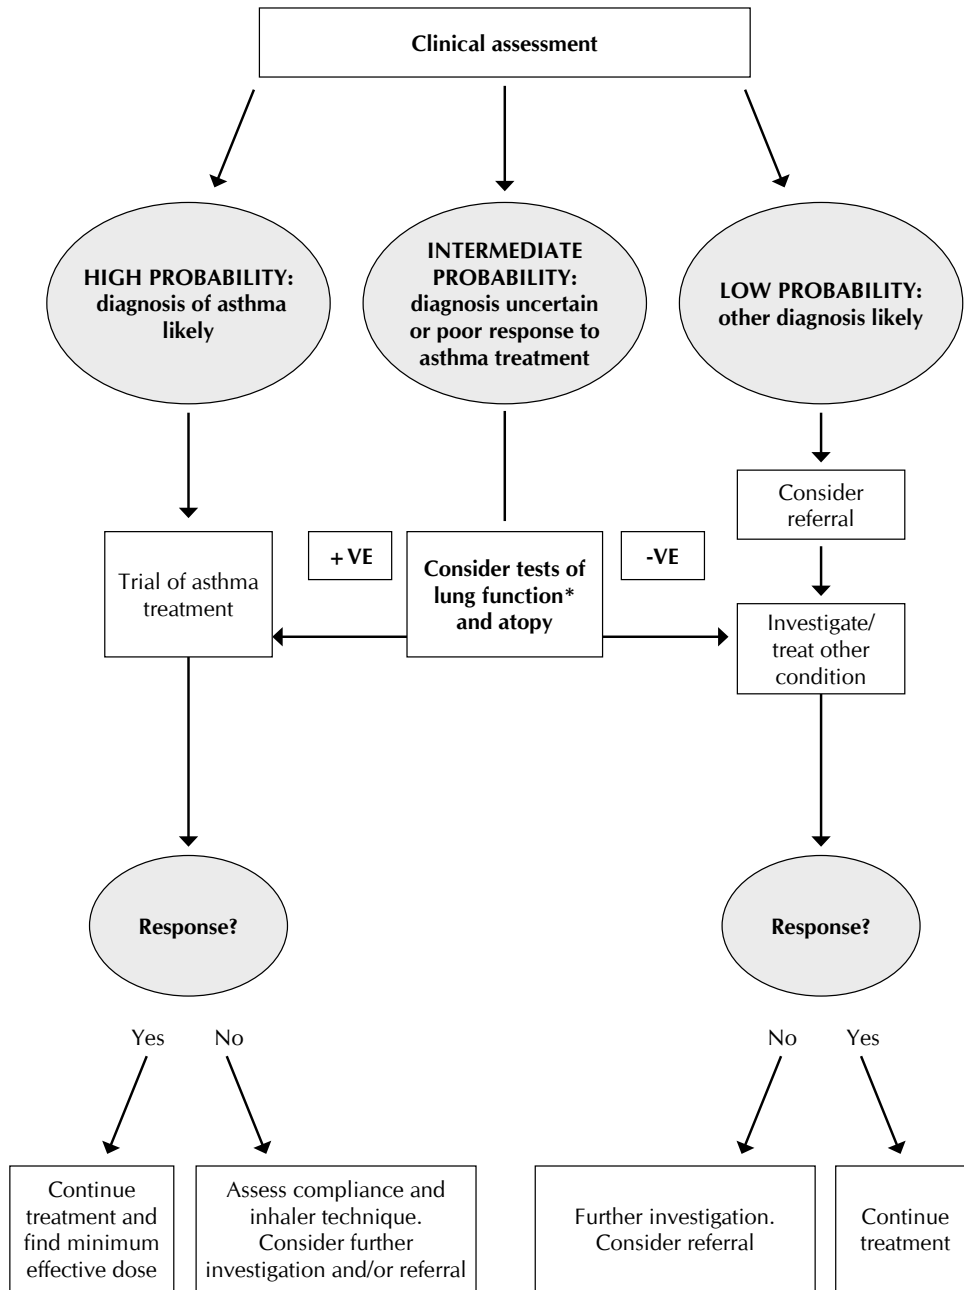 Clinical assessment
HIGH PROBABILITY:
diagnosis of asthma
likely
INTERMEDIATE
PROBABILITY:
diagnosis uncertain
or poor response to
asthma treatment
LOW PROBABILITY:
other diagnosis likely
Consider
referral
Trial of asthma
treatment
+ VE
Consider tests of
lung function*
and atopy
-VE
Investigate/
treat other
condition
Response?
Response?
Yes
No
No
Yes
Continue
treatment and
find minimum
effective dose
Assess compliance and
inhaler technique.
Consider further
investigation and/or referral
Further investigation.
Consider referral
Continue
treatment